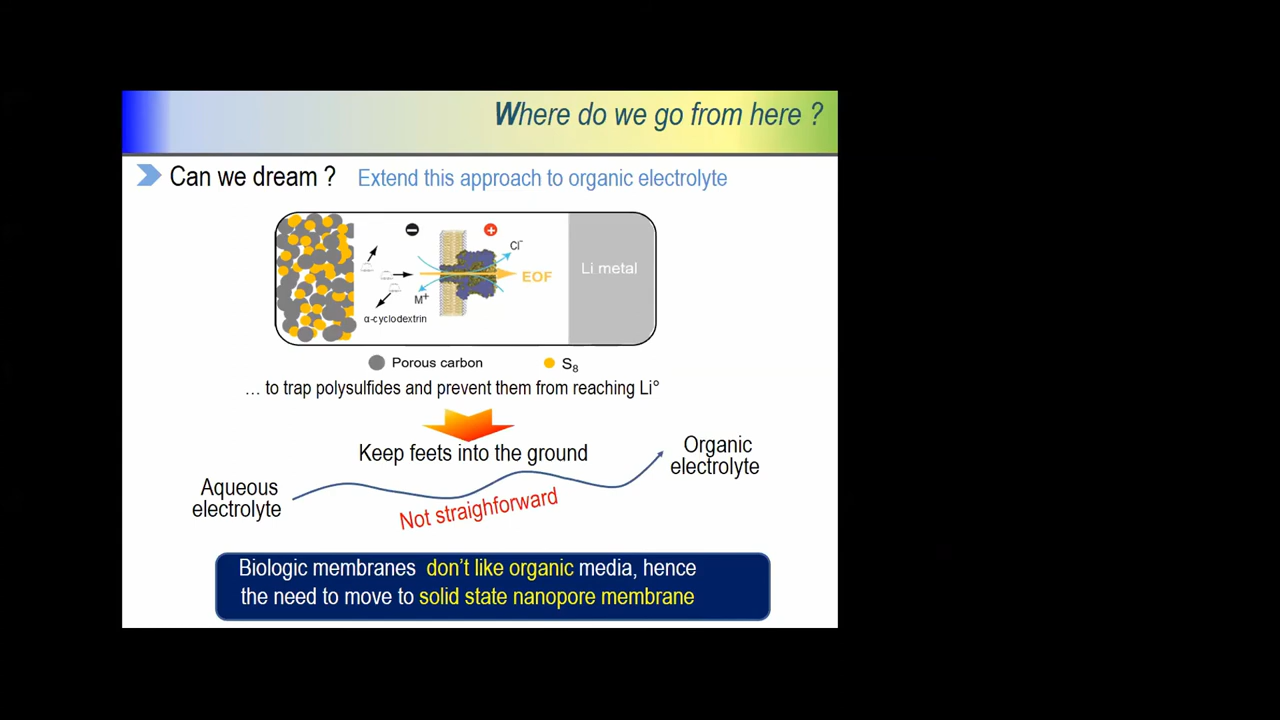 Where do we go from here ?
Can we dream ? Extend this approach to organic electrolyte
Cl⁻
Li metal
EOF
M⁺
α-cyclodextrin
Porous carbon
S₈
… to trap polysulfides and prevent them from reaching Li°
Keep feets into the ground
Organic
electrolyte
Aqueous
electrolyte
Not straighforward
Biologic membranes don't like organic media, hence
the need to move to solid state nanopore membrane